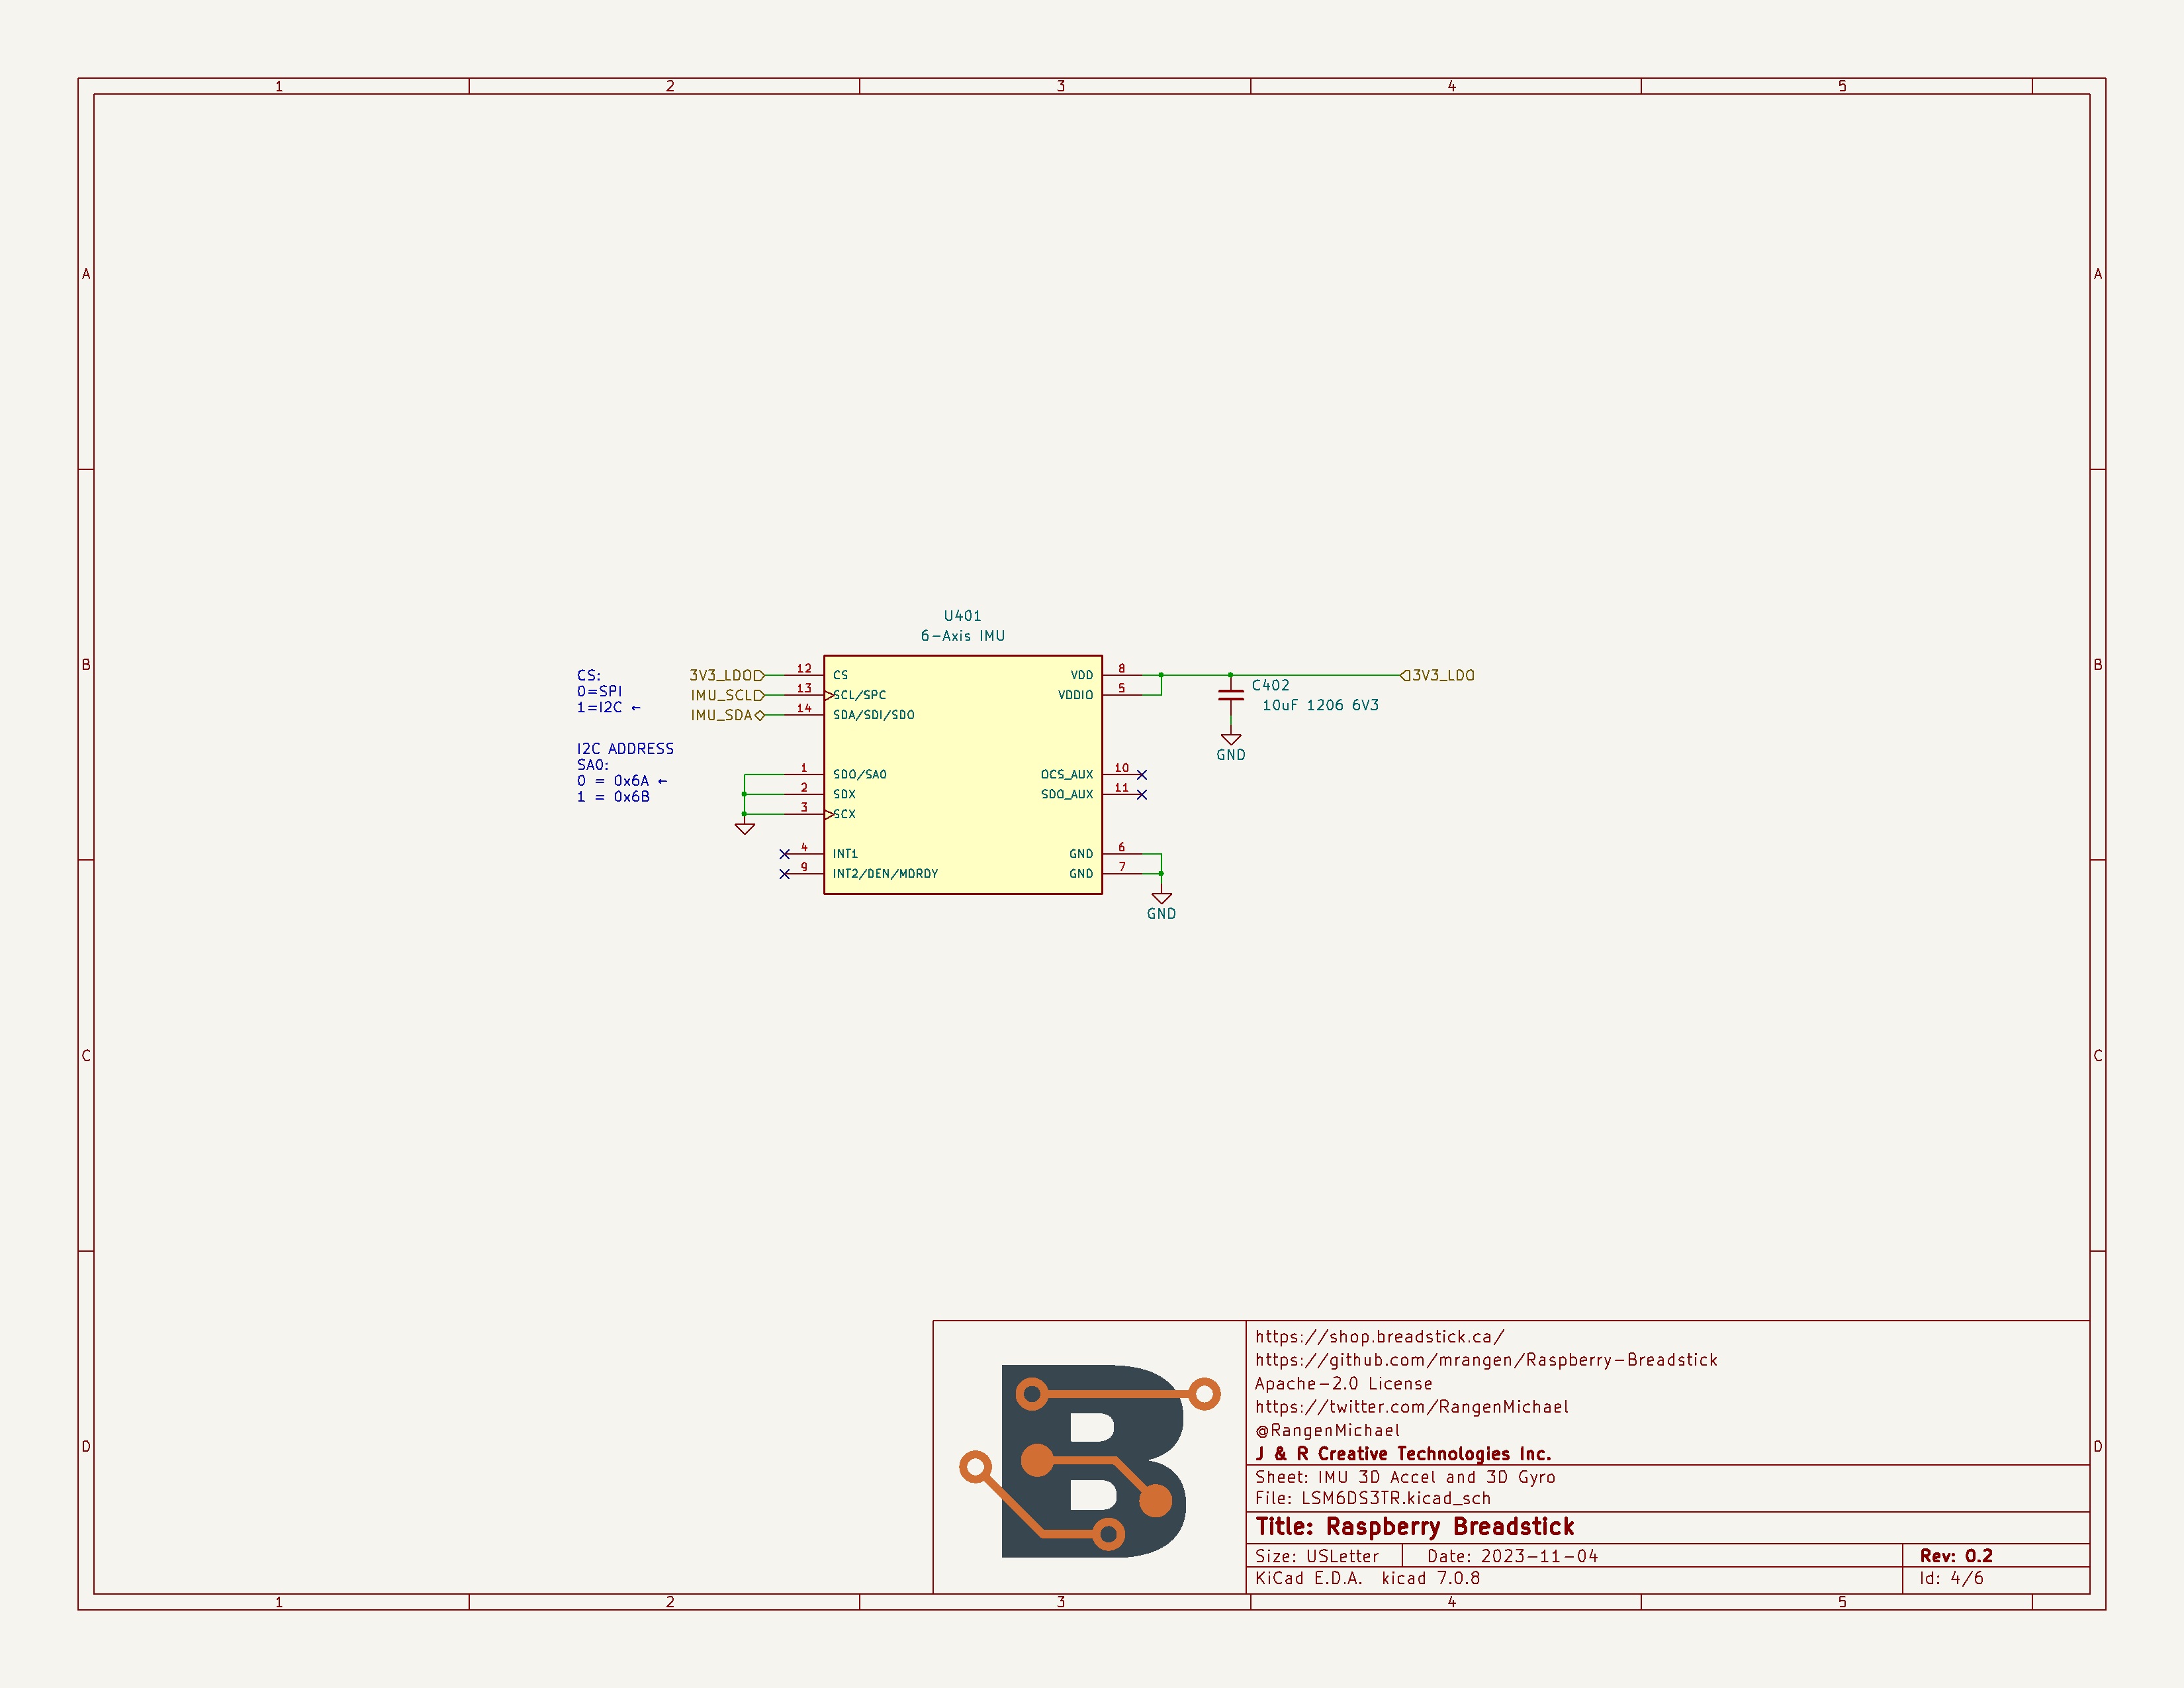 1 2 3 4 5
A A
U401
6-Axis IMU
B B
CS:
0=SPI
1=I2C ←
3V3_LDO 12 CS
IMU_SCL 13 SCL/SPC
IMU_SDA 14 SDA/SDI/SDO
VDD 8 3V3_LDO
VDDIO 5
C402
10uF 1206 6V3
GND
I2C ADDRESS
SA0:
0 = 0x6A ←
1 = 0x6B
1 SDO/SA0
2 SDX
3 SCX
OCS_AUX 10
SDO_AUX 11
4 INT1
9 INT2/DEN/MDRDY
GND 6
GND 7
GND
C C
D D
https://shop.breadstick.ca/
https://github.com/mrangen/Raspberry-Breadstick
Apache-2.0 License
https://twitter.com/RangenMichael
@RangenMichael
J & R Creative Technologies Inc.
Sheet: IMU 3D Accel and 3D Gyro
File: LSM6DS3TR.kicad_sch
Title: Raspberry Breadstick
Size: USLetter Date: 2023-11-04 Rev: 0.2
KiCad E.D.A. kicad 7.0.8 Id: 4/6
B
1 2 3 4 5